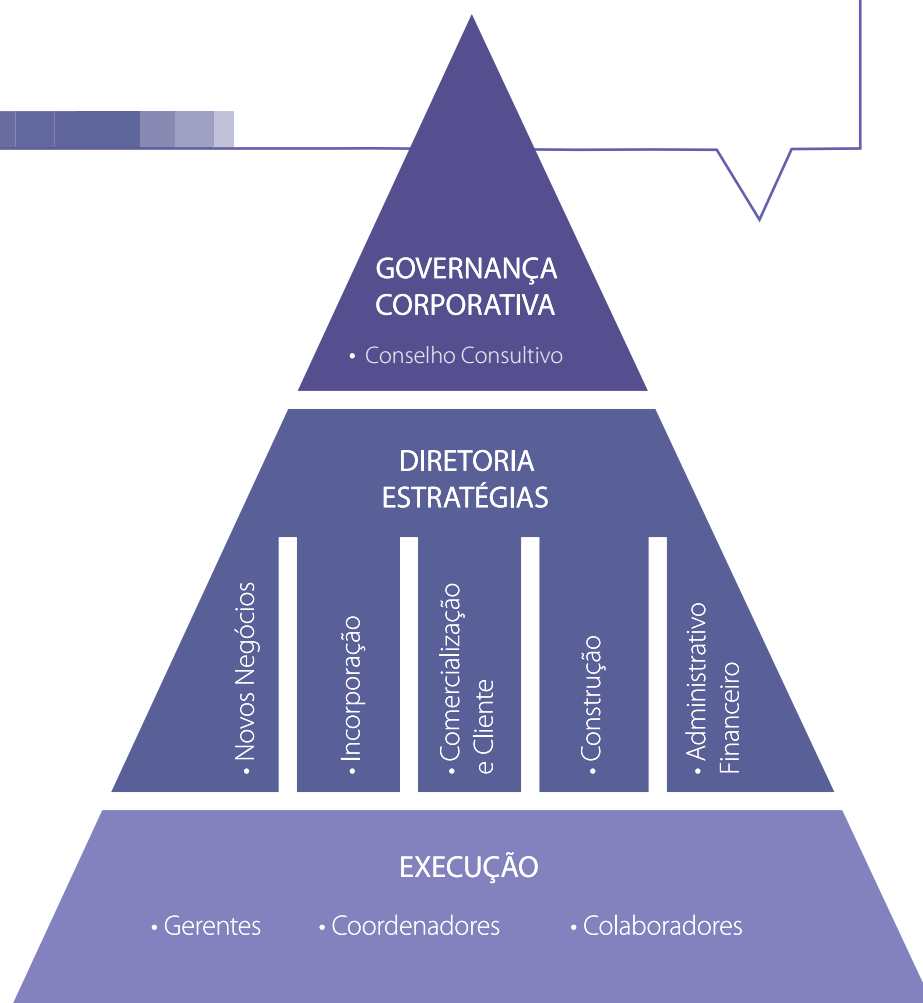 GOVERNANÇA
CORPORATIVA
• Conselho Consultivo
DIRETORIA
ESTRATÉGIAS
• Novos Negócios
• Incorporação
• Comercialização
e Cliente
• Construção
• Administrativo
Financeiro
EXECUÇÃO
• Gerentes • Coordenadores • Colaboradores